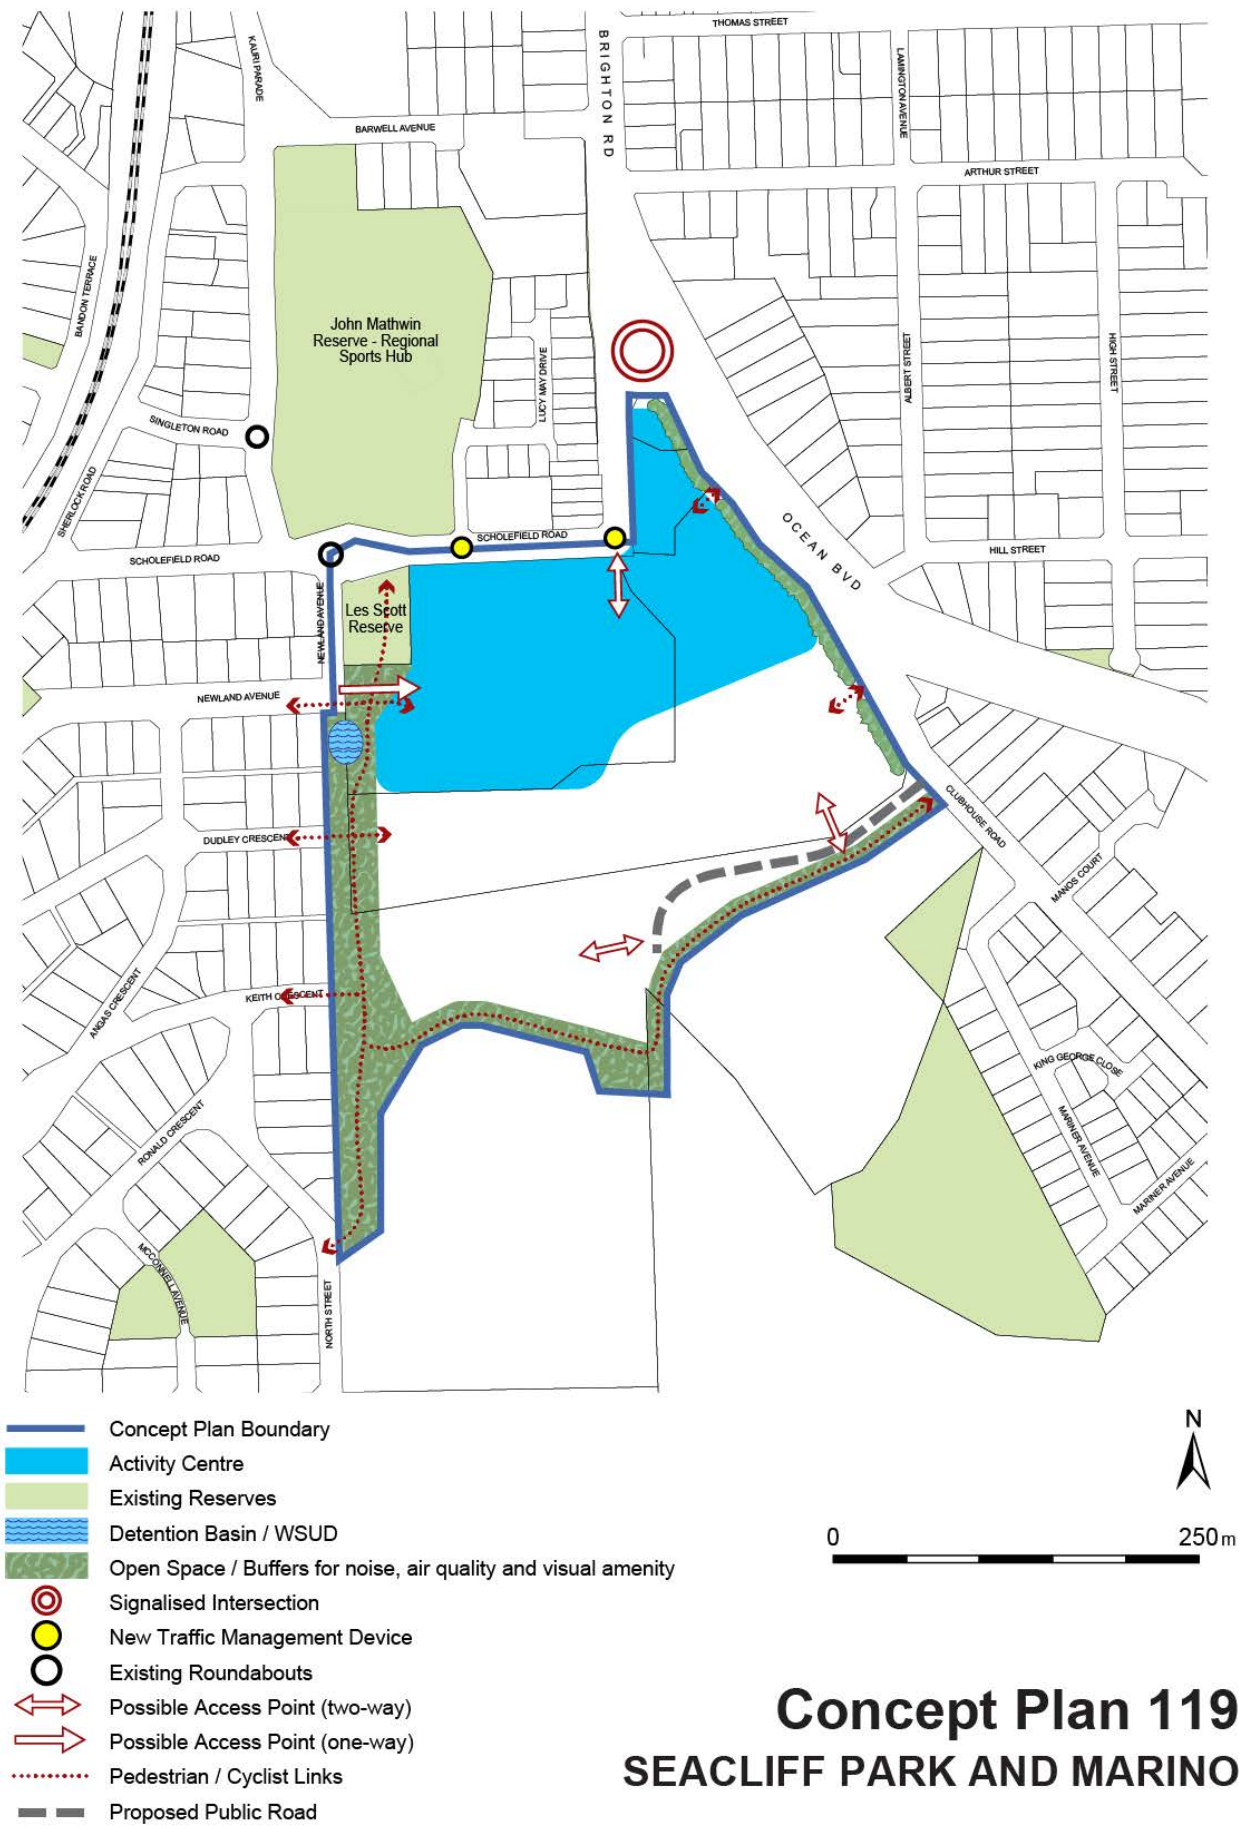 THOMAS STREET
KAURI PARADE
BRIGHTON RD
LAMINGTON AVENUE
BARWELL AVENUE
ARTHUR STREET
BANDON TERRACE
John Mathwin
Reserve - Regional
Sports Hub
LUCY MAY DRIVE
ALBERT STREET
HIGH STREET
SINGLETON ROAD
SHERLOCK ROAD
SCHOLEFIELD ROAD
SCHOLEFIELD ROAD
OCEAN BVD
HILL STREET
NEWLAND AVENUE
Les Scott
Reserve
NEWLAND AVENUE
DUDLEY CRESCENT
CLUBHOUSE ROAD
MANOS COURT
ANGAS CRESCENT
KEITH CRESCENT
KING GEORGE CLOSE
RONALD CRESCENT
MARINER AVENUE
MARINER AVENUE
MCCONNELL AVENUE
NORTH STREET
Concept Plan Boundary
Activity Centre
Existing Reserves
Detention Basin / WSUD
Open Space / Buffers for noise, air quality and visual amenity
Signalised Intersection
New Traffic Management Device
Existing Roundabouts
Possible Access Point (two-way)
Possible Access Point (one-way)
Pedestrian / Cyclist Links
Proposed Public Road
N
0 250m
Concept Plan 119
SEACLIFF PARK AND MARINO